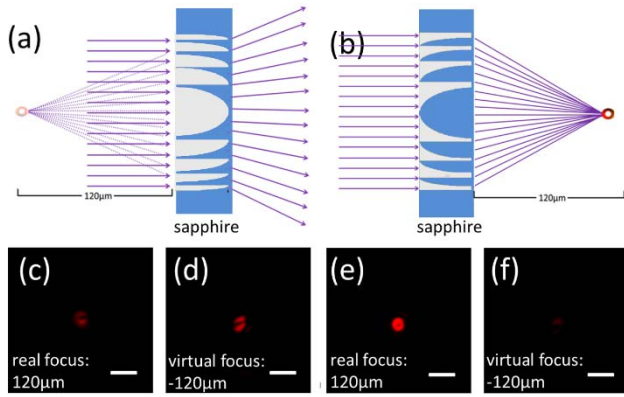 (a)
(b)
120μm
120μm
sapphire
sapphire
(c)
(d)
(e)
(f)
real focus:
120μm
virtual focus:
-120μm
real focus:
120μm
virtual focus:
-120μm